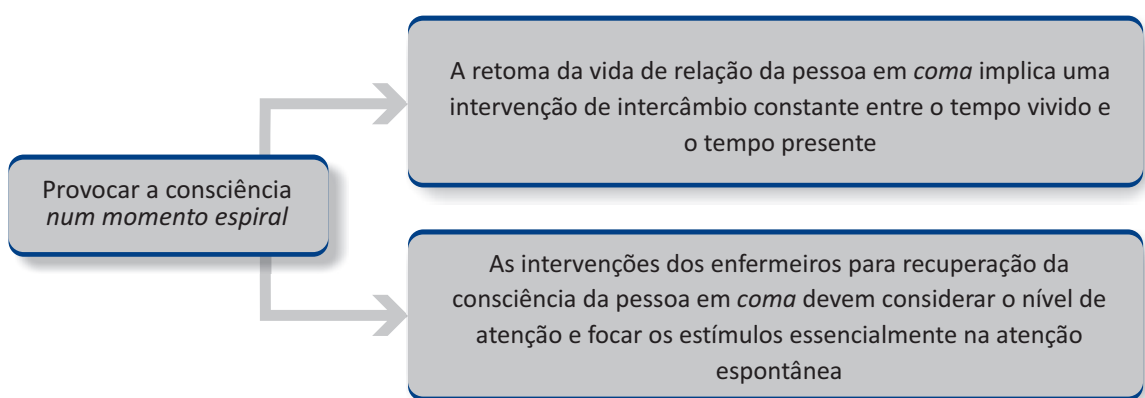 A retoma da vida de relação da pessoa em coma implica uma
intervenção de intercâmbio constante entre o tempo vivido e
o tempo presente
Provocar a consciência
num momento espiral
As intervenções dos enfermeiros para recuperação da
consciência da pessoa em coma devem considerar o nível de
atenção e focar os estímulos essencialmente na atenção
espontânea